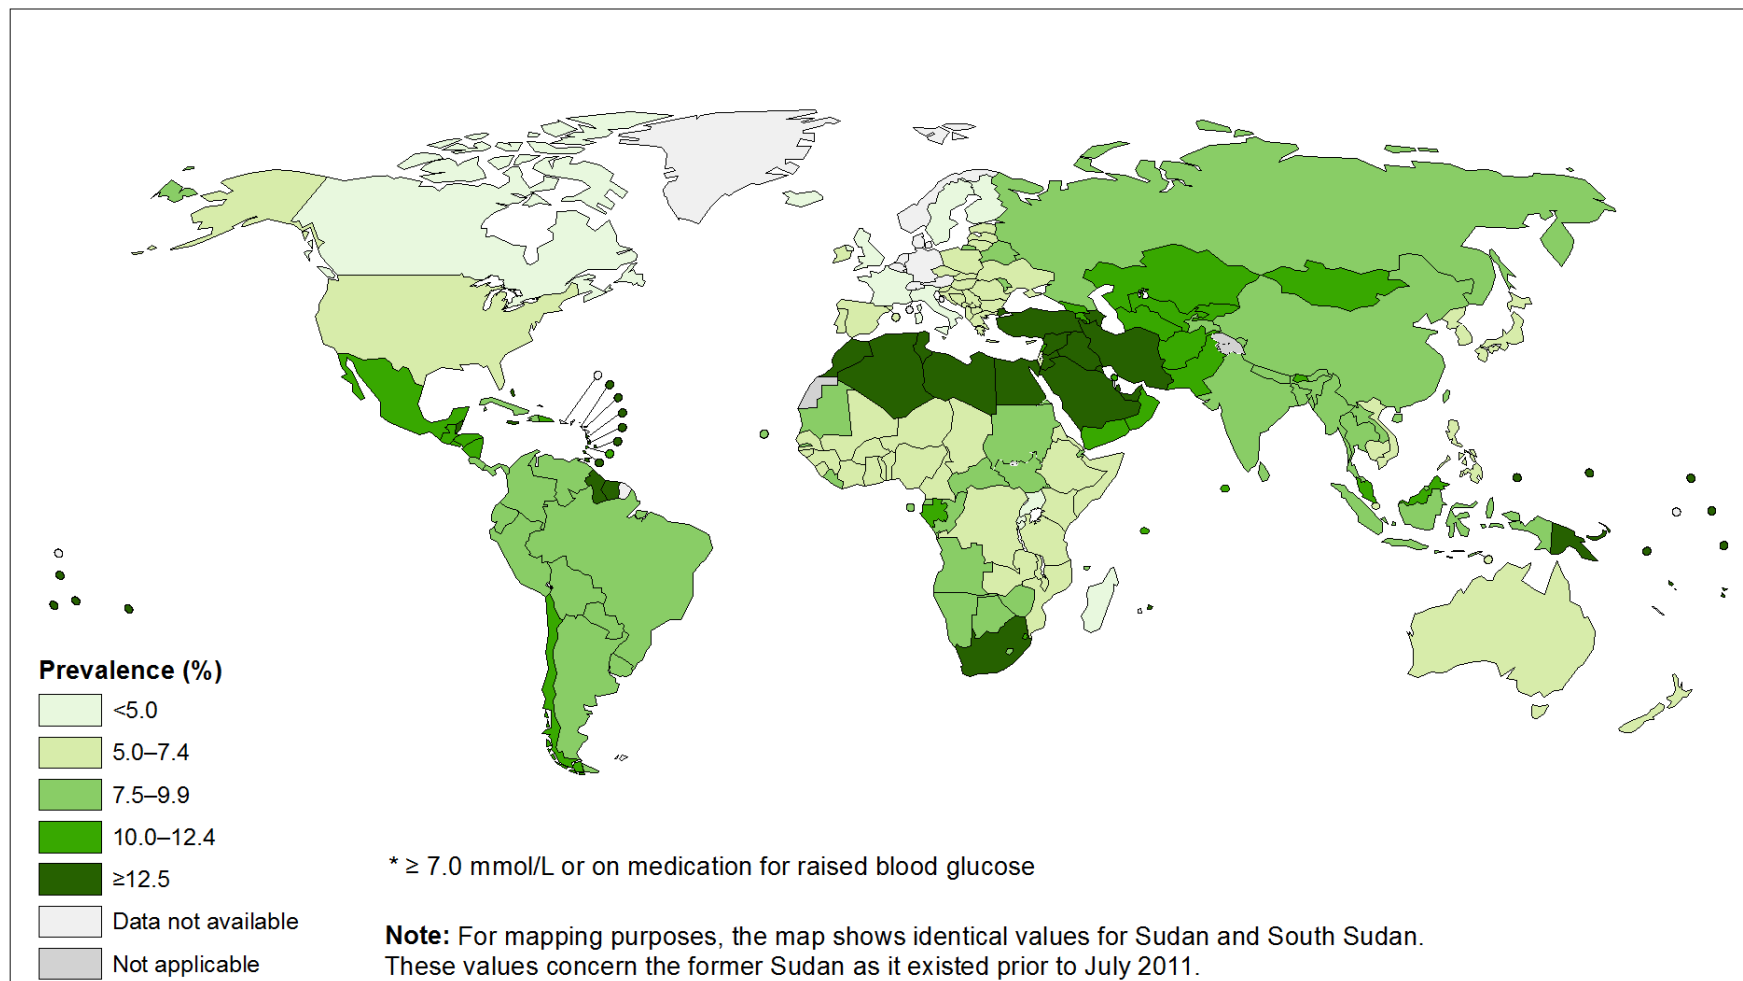 Prevalence (%)
<5.0
5.0–7.4
7.5–9.9
10.0–12.4
≥12.5
Data not available
Not applicable
* ≥ 7.0 mmol/L or on medication for raised blood glucose
Note: For mapping purposes, the map shows identical values for Sudan and South Sudan.
These values concern the former Sudan as it existed prior to July 2011.